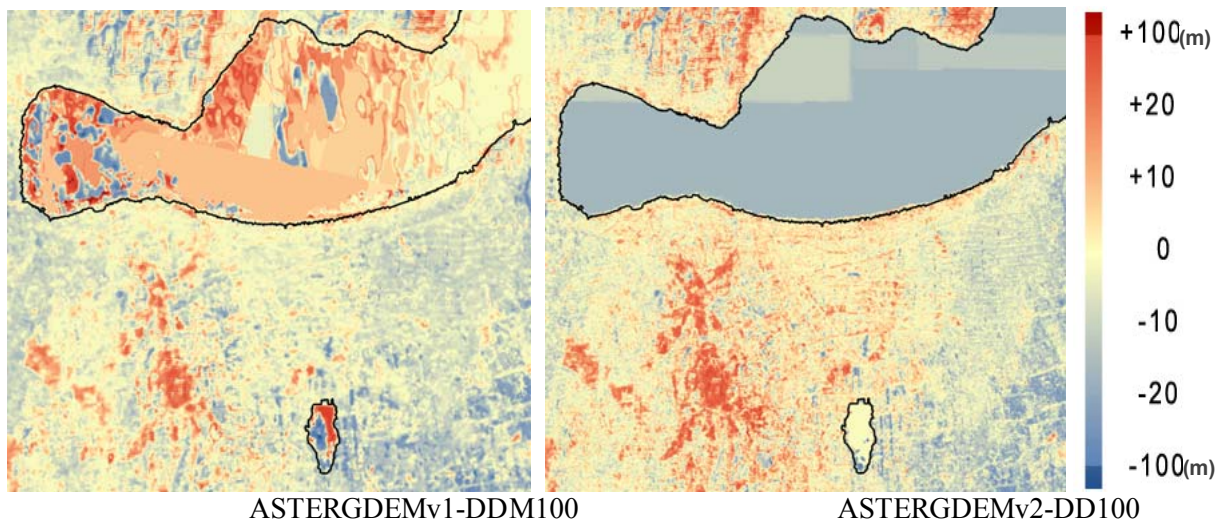 +100(m)
+20
+10
0
-10
-20
-100(m)
ASTERGDEMv1-DDM100
ASTERGDEMv2-DD100